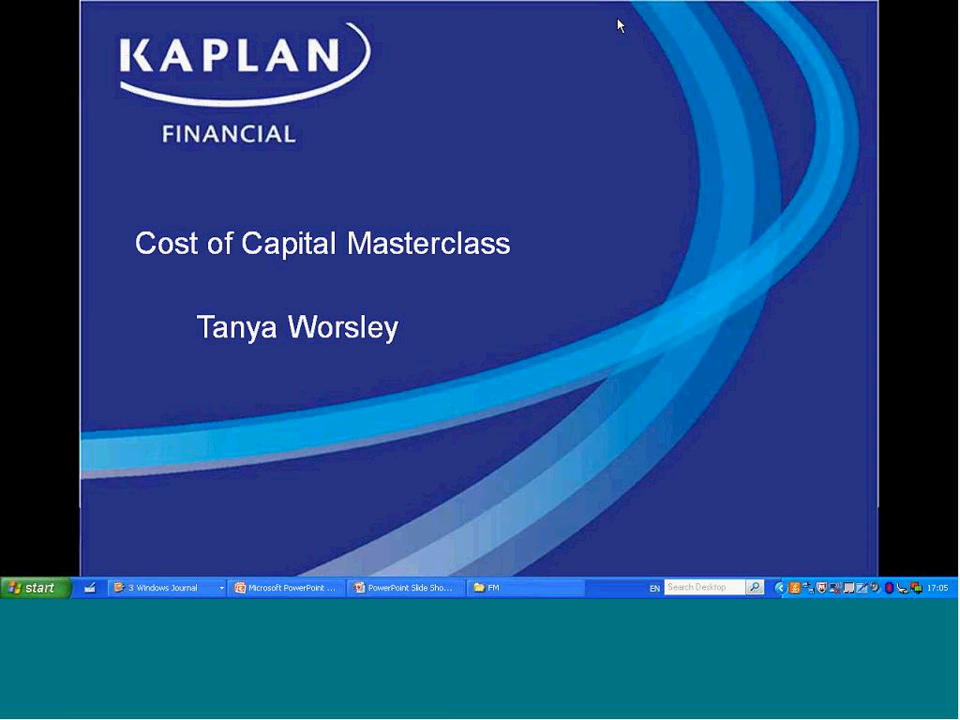 KAPLAN
FINANCIAL
Cost of Capital Masterclass
Tanya Worsley
start
3 Windows Journal
Microsoft PowerPoint ...
PowerPoint Slide Sho...
FM
EN
Search Desktop
17:05